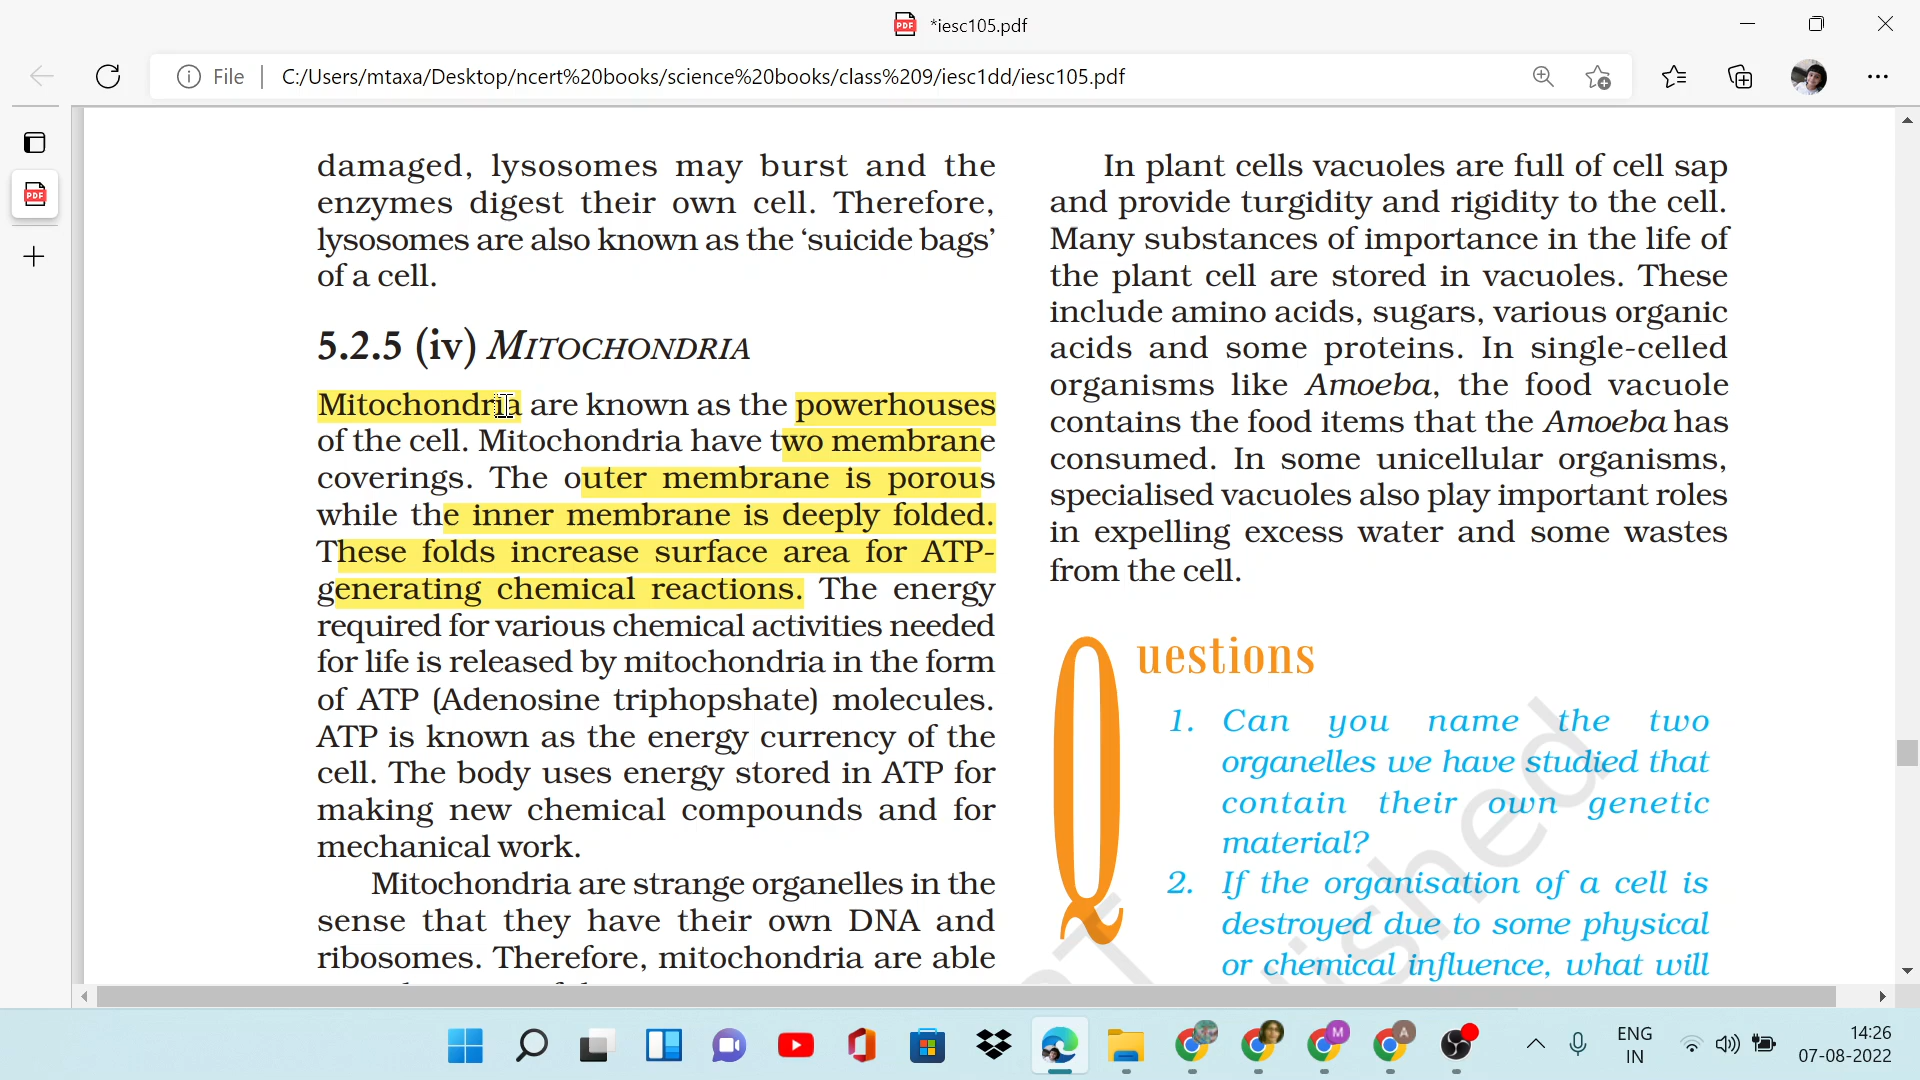 *iesc105.pdf
File
C:/Users/mtaxa/Desktop/ncert%20books/science%20books/class%209/iesc1dd/iesc105.pdf
damaged, lysosomes may burst and the
enzymes digest their own cell. Therefore,
lysosomes are also known as the ‘suicide bags’
of a cell.
5.2.5 (iv) MITOCHONDRIA
Mitochondria are known as the powerhouses
of the cell. Mitochondria have two membrane
coverings. The outer membrane is porous
while the inner membrane is deeply folded.
These folds increase surface area for ATP-
generating chemical reactions. The energy
required for various chemical activities needed
for life is released by mitochondria in the form
of ATP (Adenosine triphopshate) molecules.
ATP is known as the energy currency of the
cell. The body uses energy stored in ATP for
making new chemical compounds and for
mechanical work.
Mitochondria are strange organelles in the
sense that they have their own DNA and
ribosomes. Therefore, mitochondria are able
In plant cells vacuoles are full of cell sap
and provide turgidity and rigidity to the cell.
Many substances of importance in the life of
the plant cell are stored in vacuoles. These
include amino acids, sugars, various organic
acids and some proteins. In single-celled
organisms like Amoeba, the food vacuole
contains the food items that the Amoeba has
consumed. In some unicellular organisms,
specialised vacuoles also play important roles
in expelling excess water and some wastes
from the cell.
Questions
1. Can you name the two
organelles we have studied that
contain their own genetic
material?
2. If the organisation of a cell is
destroyed due to some physical
or chemical influence, what will
ENG
IN
14:26
07-08-2022